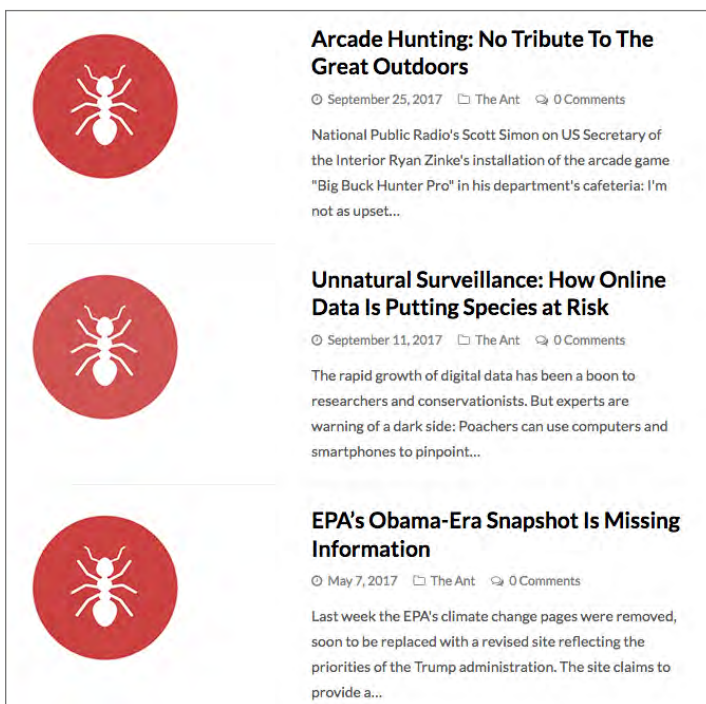 Arcade Hunting: No Tribute To The
Great Outdoors
September 25, 2017 The Ant 0 Comments
National Public Radio's Scott Simon on US Secretary of
the Interior Ryan Zinke's installation of the arcade game
"Big Buck Hunter Pro" in his department's cafeteria: I'm
not as upset...
Unnatural Surveillance: How Online
Data Is Putting Species at Risk
September 11, 2017 The Ant 0 Comments
The rapid growth of digital data has been a boon to
researchers and conservationists. But experts are
warning of a dark side: Poachers can use computers and
smartphones to pinpoint...
EPA’s Obama-Era Snapshot Is Missing
Information
May 7, 2017 The Ant 0 Comments
Last week the EPA's climate change pages were removed,
soon to be replaced with a revised site reflecting the
priorities of the Trump administration. The site claims to
provide a...